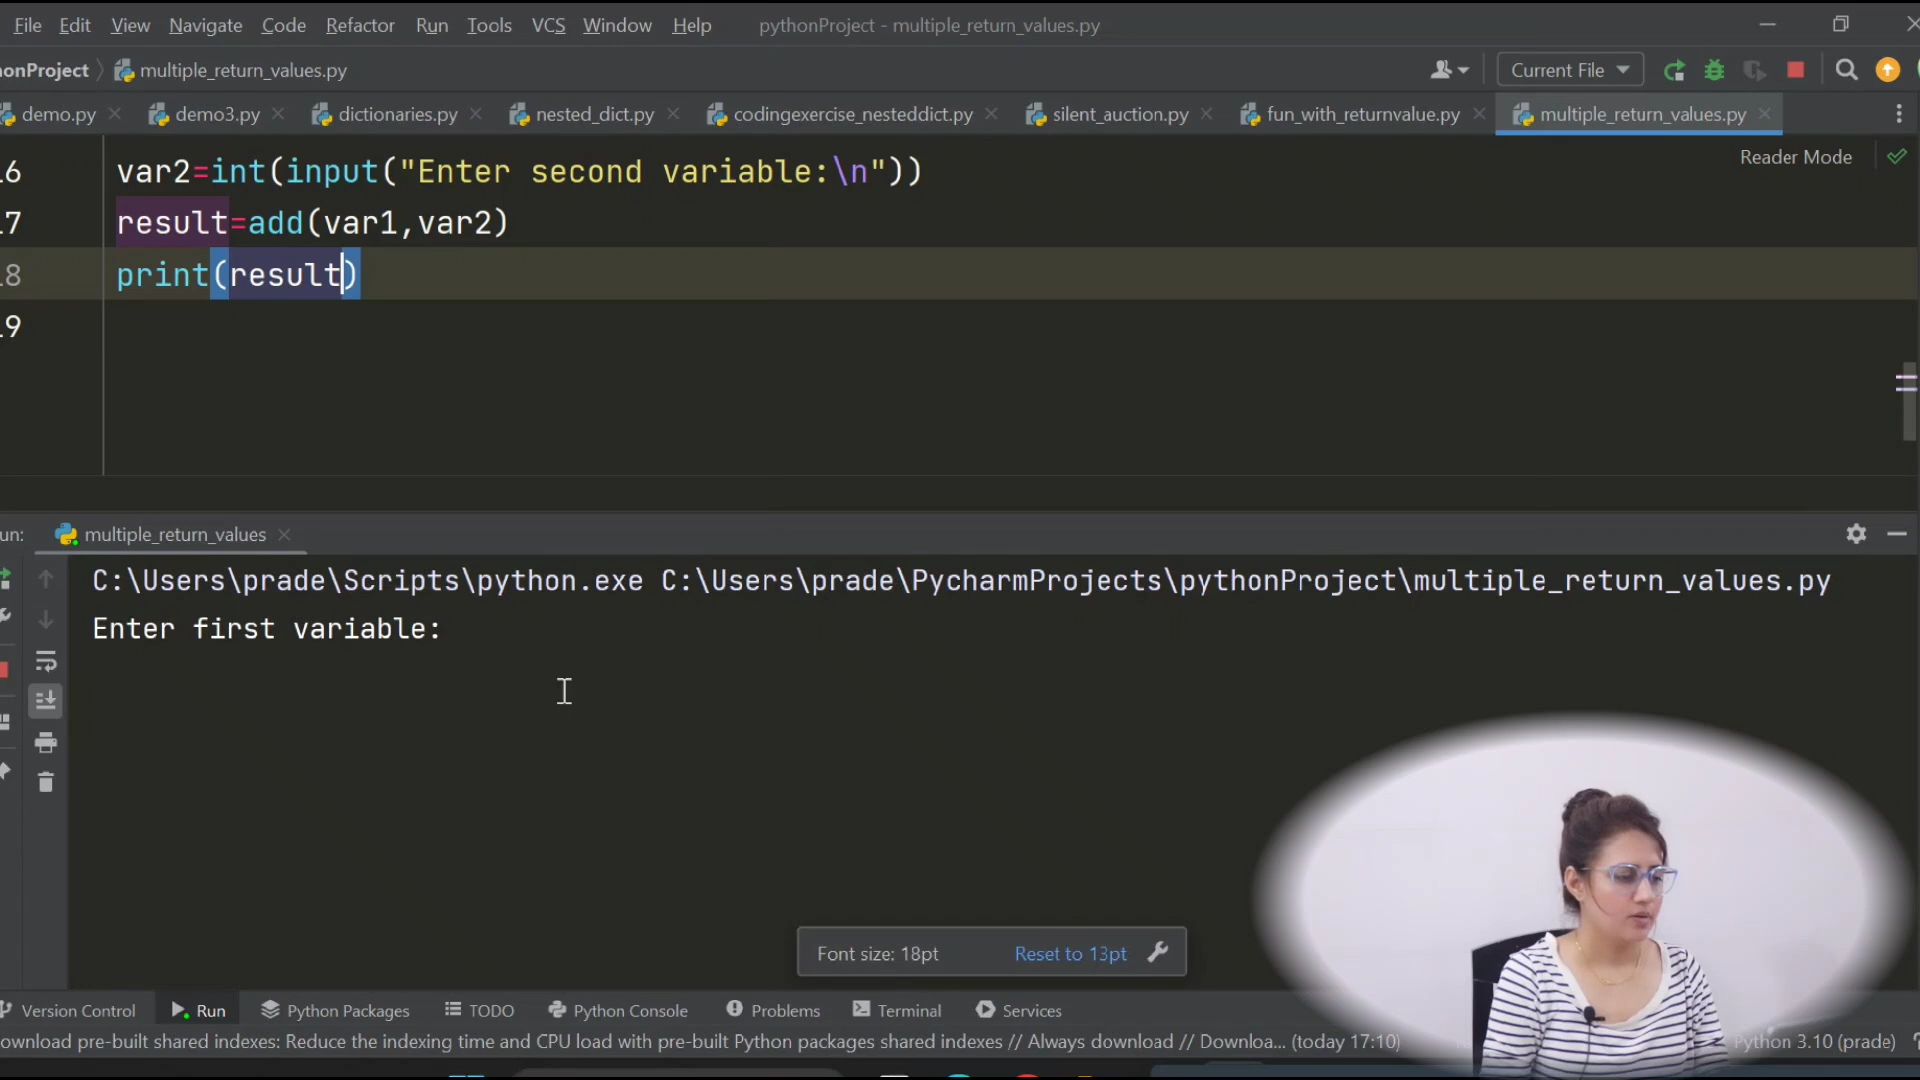 File Edit View Navigate Code Refactor Run Tools VCS Window Help pythonProject - multiple_return_values.py
onProject multiple_return_values.py Current File
demo.py demo3.py dictionaries.py nested_dict.py codingexercise_nesteddict.py silent_auction.py fun_with_returnvalue.py multiple_return_values.py
Reader Mode
16 var2=int(input("Enter second variable:\n"))
17 result=add(var1,var2)
18 print(result)
19
un: multiple_return_values
C:\Users\prade\Scripts\python.exe C:\Users\prade\PycharmProjects\pythonProject\multiple_return_values.py
Enter first variable:
Font size: 18pt Reset to 13pt
Version Control Run Python Packages TODO Python Console Problems Terminal Services
ownload pre-built shared indexes: Reduce the indexing time and CPU load with pre-built Python packages shared indexes // Always download // Downloa... (today 17:10) Python 3.10 (prade)